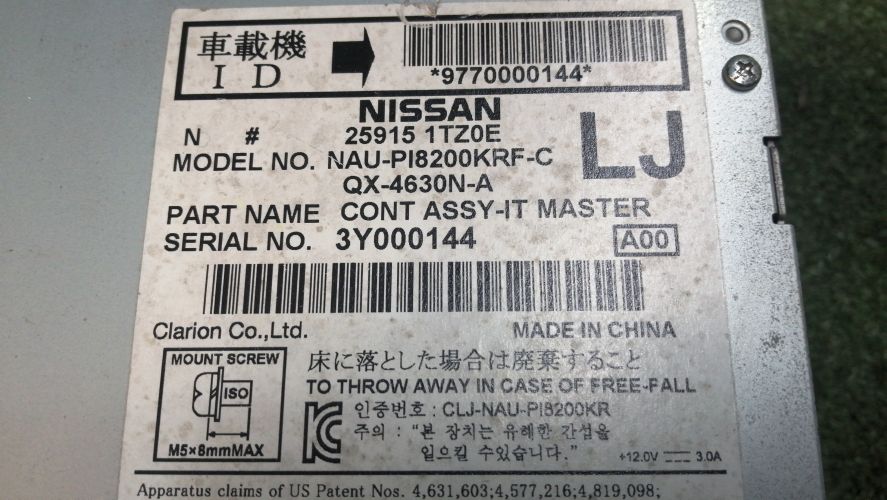 車載機
ID
*9770000144*
NISSAN
N # 25915 1TZ0E
LJ
MODEL NO. NAU-PI8200KRF-C
QX-4630N-A
PART NAME CONT ASSY-IT MASTER
SERIAL NO. 3Y000144
A00
Clarion Co.,Ltd.
MADE IN CHINA
MOUNT SCREW
ISO
M5×8mmMAX
床に落とした場合は廃棄すること
TO THROW AWAY IN CASE OF FREE-FALL
인증번호 : CLJ-NAU-PI8200KR
주의 : "본 장치는 유해한 간섭을
일으킬 수있습니다."
+12.0V 3.0A
Apparatus claims of US Patent Nos. 4,631,603;4,577,216;4,819,098;